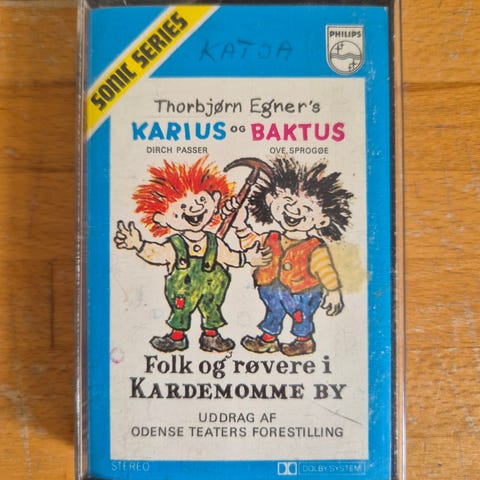 SONIC SERIES
KATJA
PHILIPS
Thorbjørn Egner's
KARIUS OG BAKTUS
DIRCH PASSER OVE SPROGØE
Folk og røvere i
KARDEMOMME BY
UDDRAG AF
ODENSE TEATERS FORESTILLING
STEREO DOLBY SYSTEM